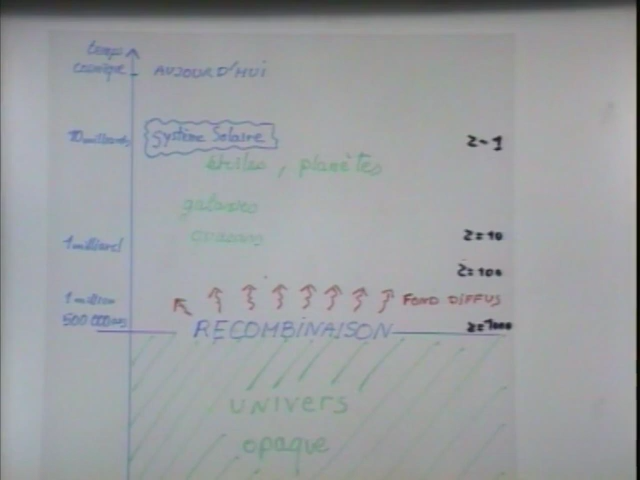 temps
cosmique
AUJOURD'HUI
10 milliards
Système Solaire
Z~1
étoiles, planètes
galaxies
quasars
1 milliard
Z=10
Z=100
1 million
FOND DIFFUS
500 000 ans
RECOMBINAISON
Z=1000
UNIVERS
opaque